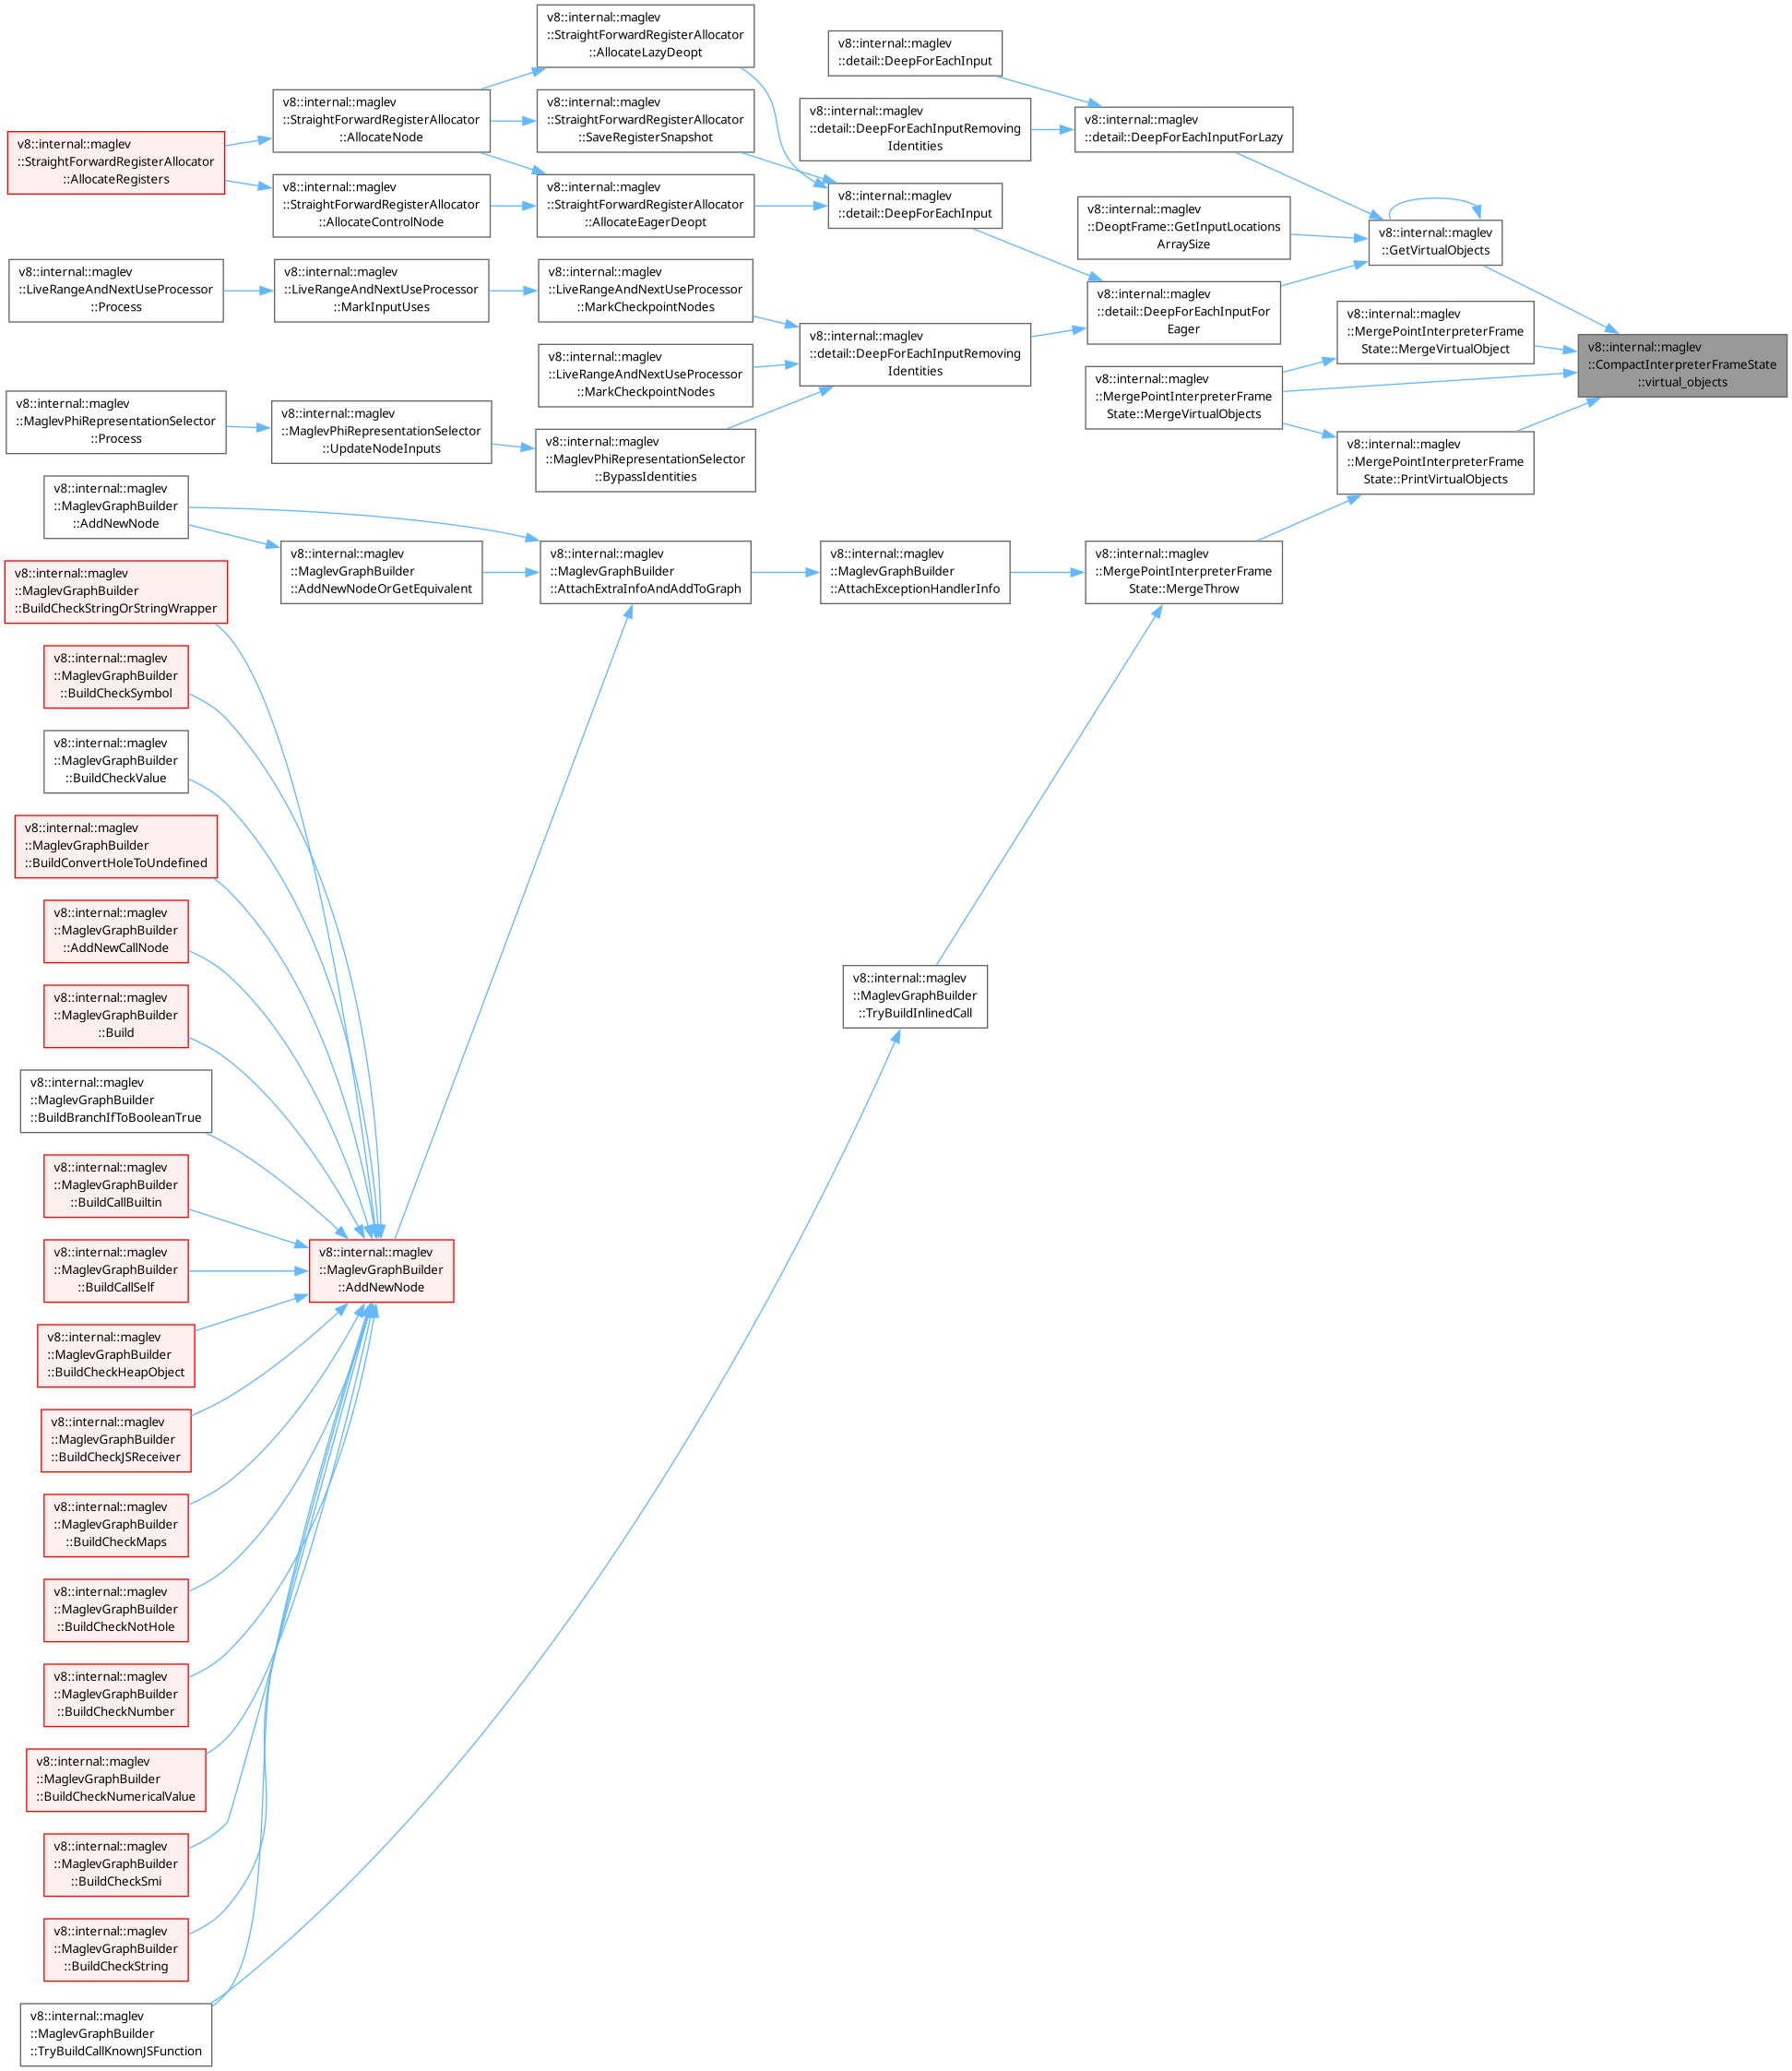 v8::internal::maglev
::StraightForwardRegisterAllocator
::AllocateRegisters
v8::internal::maglev
::LiveRangeAndNextUseProcessor
::Process
v8::internal::maglev
::MaglevPhiRepresentationSelector
::Process
v8::internal::maglev
::MaglevGraphBuilder
::AddNewNode
v8::internal::maglev
::MaglevGraphBuilder
::BuildCheckStringOrStringWrapper
v8::internal::maglev
::MaglevGraphBuilder
::BuildCheckSymbol
v8::internal::maglev
::MaglevGraphBuilder
::BuildCheckValue
v8::internal::maglev
::MaglevGraphBuilder
::BuildConvertHoleToUndefined
v8::internal::maglev
::MaglevGraphBuilder
::AddNewCallNode
v8::internal::maglev
::MaglevGraphBuilder
::Build
v8::internal::maglev
::MaglevGraphBuilder
::BuildBranchIfToBooleanTrue
v8::internal::maglev
::MaglevGraphBuilder
::BuildCallBuiltin
v8::internal::maglev
::MaglevGraphBuilder
::BuildCallSelf
v8::internal::maglev
::MaglevGraphBuilder
::BuildCheckHeapObject
v8::internal::maglev
::MaglevGraphBuilder
::BuildCheckJSReceiver
v8::internal::maglev
::MaglevGraphBuilder
::BuildCheckMaps
v8::internal::maglev
::MaglevGraphBuilder
::BuildCheckNotHole
v8::internal::maglev
::MaglevGraphBuilder
::BuildCheckNumber
v8::internal::maglev
::MaglevGraphBuilder
::BuildCheckNumericalValue
v8::internal::maglev
::MaglevGraphBuilder
::BuildCheckSmi
v8::internal::maglev
::MaglevGraphBuilder
::BuildCheckString
v8::internal::maglev
::MaglevGraphBuilder
::TryBuildCallKnownJSFunction
v8::internal::maglev
::StraightForwardRegisterAllocator
::AllocateNode
v8::internal::maglev
::StraightForwardRegisterAllocator
::AllocateControlNode
v8::internal::maglev
::LiveRangeAndNextUseProcessor
::MarkInputUses
v8::internal::maglev
::MaglevPhiRepresentationSelector
::UpdateNodeInputs
v8::internal::maglev
::MaglevGraphBuilder
::AddNewNodeOrGetEquivalent
v8::internal::maglev
::MaglevGraphBuilder
::AddNewNode
v8::internal::maglev
::StraightForwardRegisterAllocator
::AllocateLazyDeopt
v8::internal::maglev
::StraightForwardRegisterAllocator
::SaveRegisterSnapshot
v8::internal::maglev
::StraightForwardRegisterAllocator
::AllocateEagerDeopt
v8::internal::maglev
::LiveRangeAndNextUseProcessor
::MarkCheckpointNodes
v8::internal::maglev
::LiveRangeAndNextUseProcessor
::MarkCheckpointNodes
v8::internal::maglev
::MaglevPhiRepresentationSelector
::BypassIdentities
v8::internal::maglev
::MaglevGraphBuilder
::AttachExtraInfoAndAddToGraph
v8::internal::maglev
::detail::DeepForEachInput
v8::internal::maglev
::detail::DeepForEachInputRemoving
Identities
v8::internal::maglev
::detail::DeepForEachInput
v8::internal::maglev
::detail::DeepForEachInputRemoving
Identities
v8::internal::maglev
::MaglevGraphBuilder
::AttachExceptionHandlerInfo
v8::internal::maglev
::MaglevGraphBuilder
::TryBuildInlinedCall
v8::internal::maglev
::detail::DeepForEachInputForLazy
v8::internal::maglev
::DeoptFrame::GetInputLocations
ArraySize
v8::internal::maglev
::detail::DeepForEachInputFor
Eager
v8::internal::maglev
::MergePointInterpreterFrame
State::MergeVirtualObjects
v8::internal::maglev
::MergePointInterpreterFrame
State::MergeThrow
v8::internal::maglev
::GetVirtualObjects
v8::internal::maglev
::MergePointInterpreterFrame
State::MergeVirtualObject
v8::internal::maglev
::MergePointInterpreterFrame
State::PrintVirtualObjects
v8::internal::maglev
::CompactInterpreterFrameState
::virtual_objects